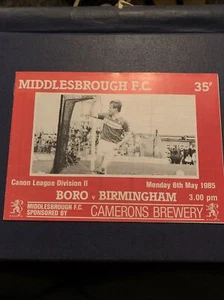 MIDDLESBROUGH F.C. 35p
Canon League Division II Monday 6th May 1985
BORO v BIRMINGHAM 3.00 pm
MIDDLESBROUGH F.C.
SPONSORED BY CAMERONS BREWERY